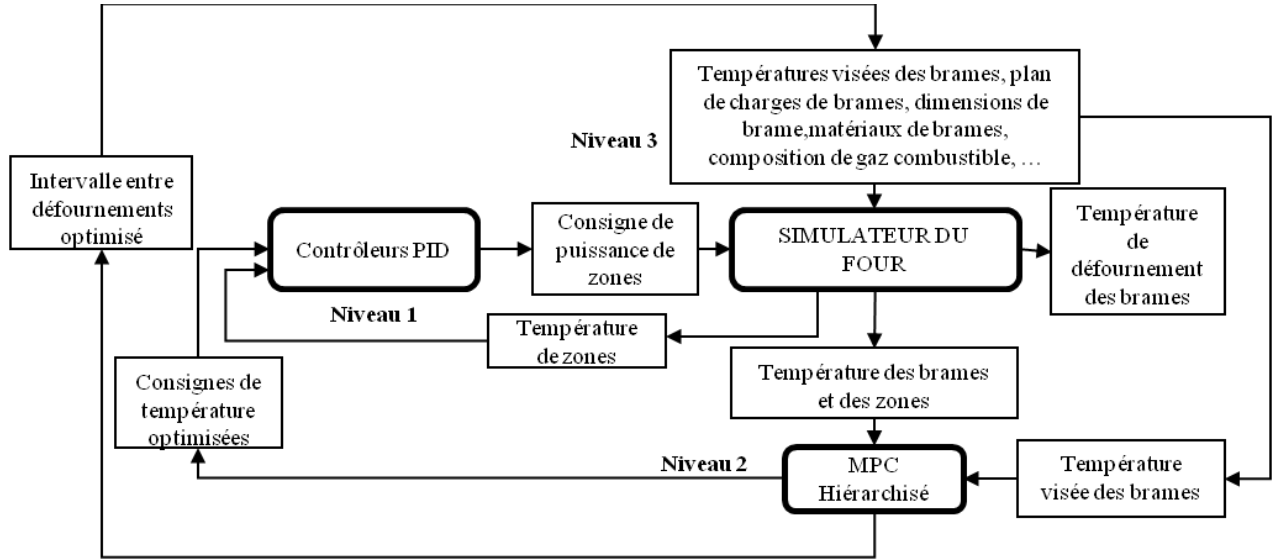 Températures visées des brames, plan
de charges de brames, dimensions de
brame,matériaux de brames,
composition de gaz combustible, …
Niveau 3
Intervalle entre
défournements
optimisé
Contrôleurs PID
Consigne de
puissance de
zones
SIMULATEUR DU
FOUR
Température
de
défournement
des brames
Niveau 1
Température
de zones
Consignes de
température
optimisées
Température des brames
et des zones
Niveau 2
MPC
Hiérarchisé
Température
visée des brames